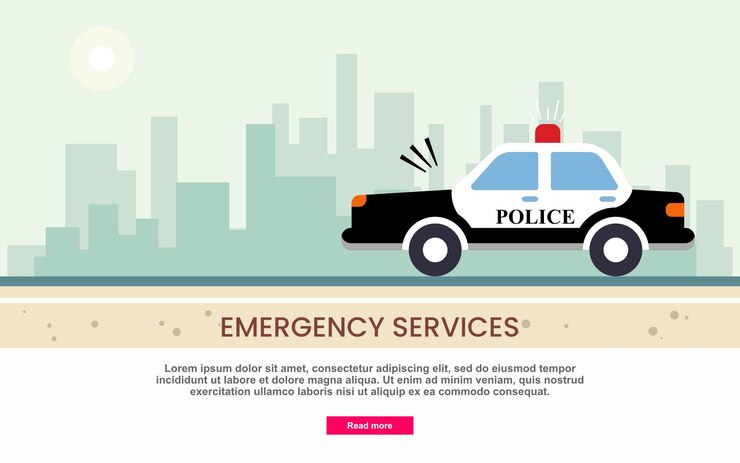 POLICE
EMERGENCY SERVICES
Lorem ipsum dolor sit amet, consectetur adipiscing elit, sed do eiusmod tempor
incididunt ut labore et dolore magna aliqua. Ut enim ad minim veniam, quis nostrud
exercitation ullamco laboris nisi ut aliquip ex ea commodo consequat.
Read more